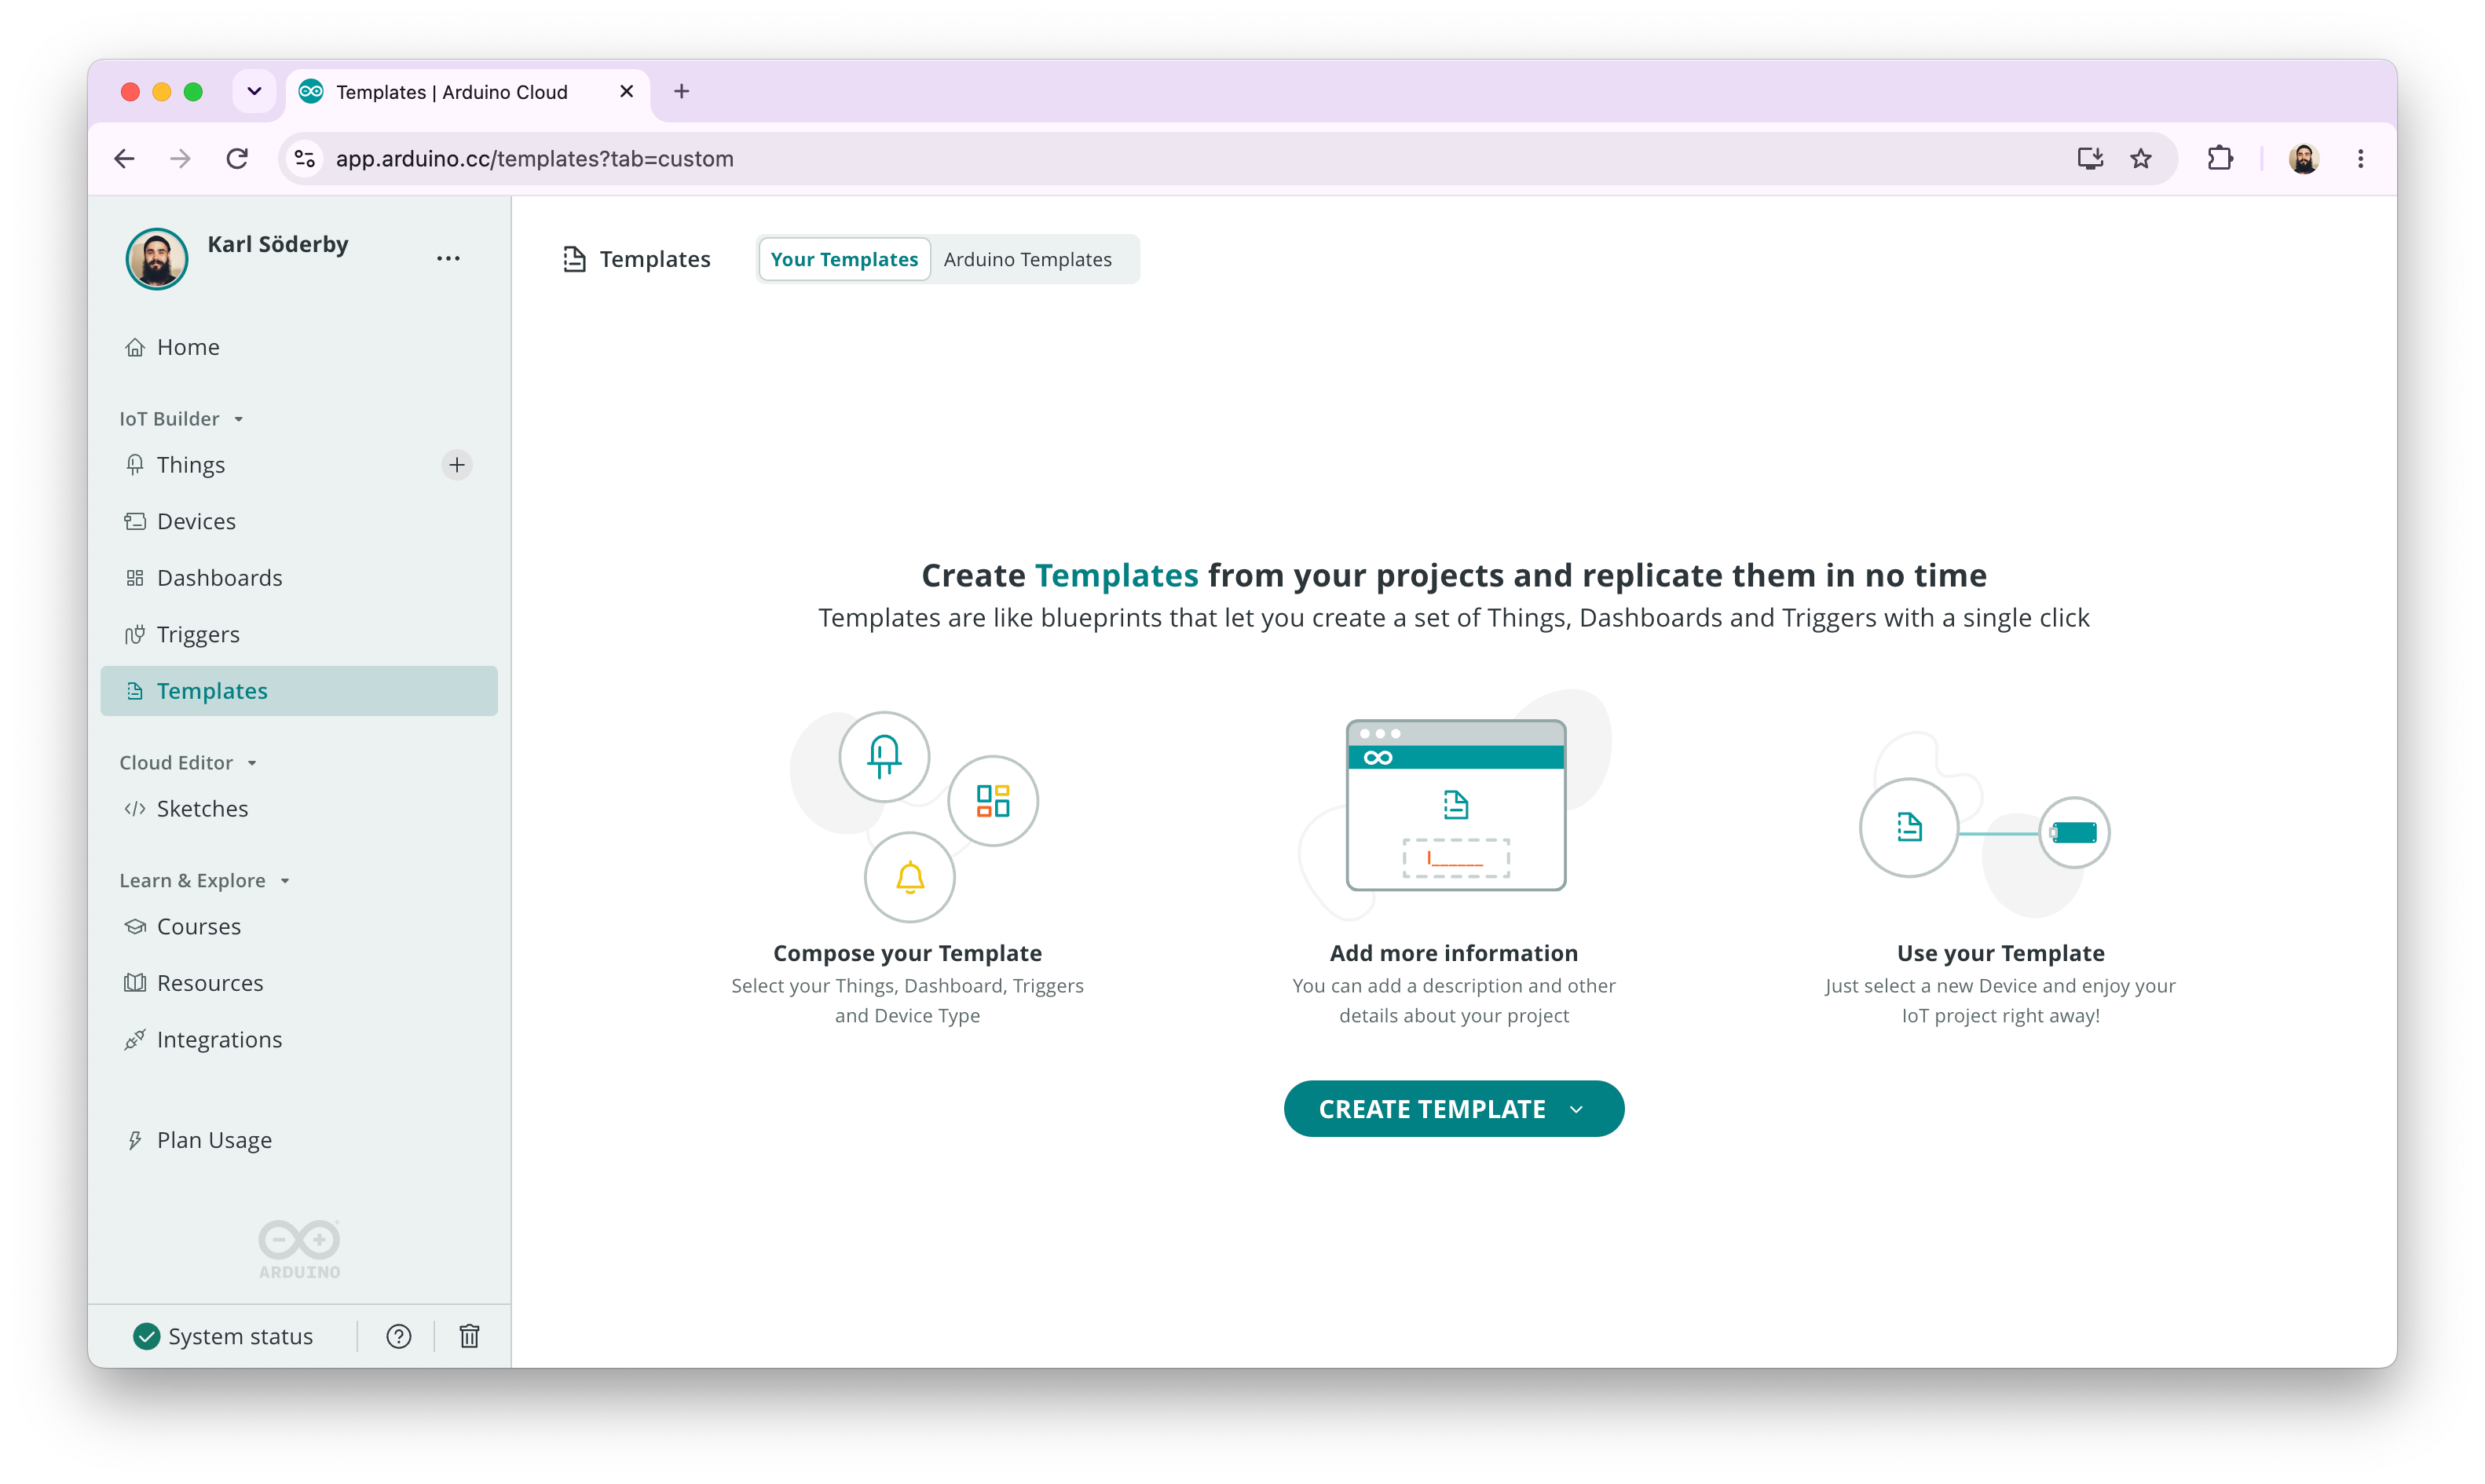 Templates | Arduino Cloud
app.arduino.cc/templates?tab=custom
Karl Söderby
Home
IoT Builder
Things
Devices
Dashboards
Triggers
Templates
Cloud Editor
Sketches
Learn & Explore
Courses
Resources
Integrations
Plan Usage
ARDUINO
System status
Templates
Your Templates
Arduino Templates
Create Templates from your projects and replicate them in no time
Templates are like blueprints that let you create a set of Things, Dashboards and Triggers with a single click
Compose your Template
Select your Things, Dashboard, Triggers
and Device Type
Add more information
You can add a description and other
details about your project
Use your Template
Just select a new Device and enjoy your
IoT project right away!
CREATE TEMPLATE